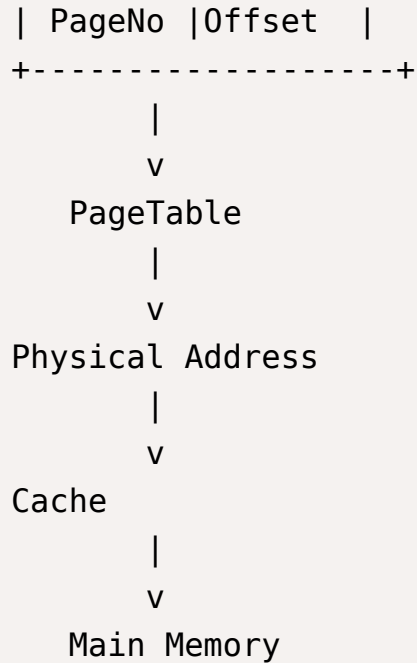 | PageNo |Offset  |
+-------------------+
|
v
PageTable
|
v
Physical Address
|
v
Cache
|
v
Main Memory